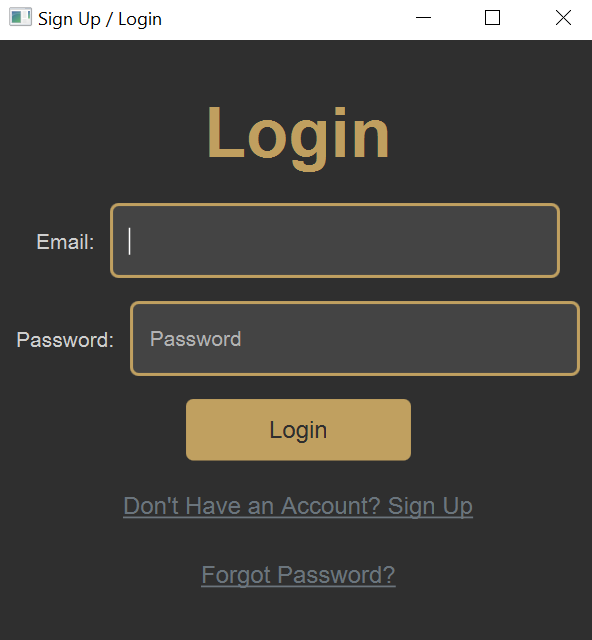 Sign Up / Login
Login
Email:
Password: Password
Login
Don't Have an Account? Sign Up
Forgot Password?